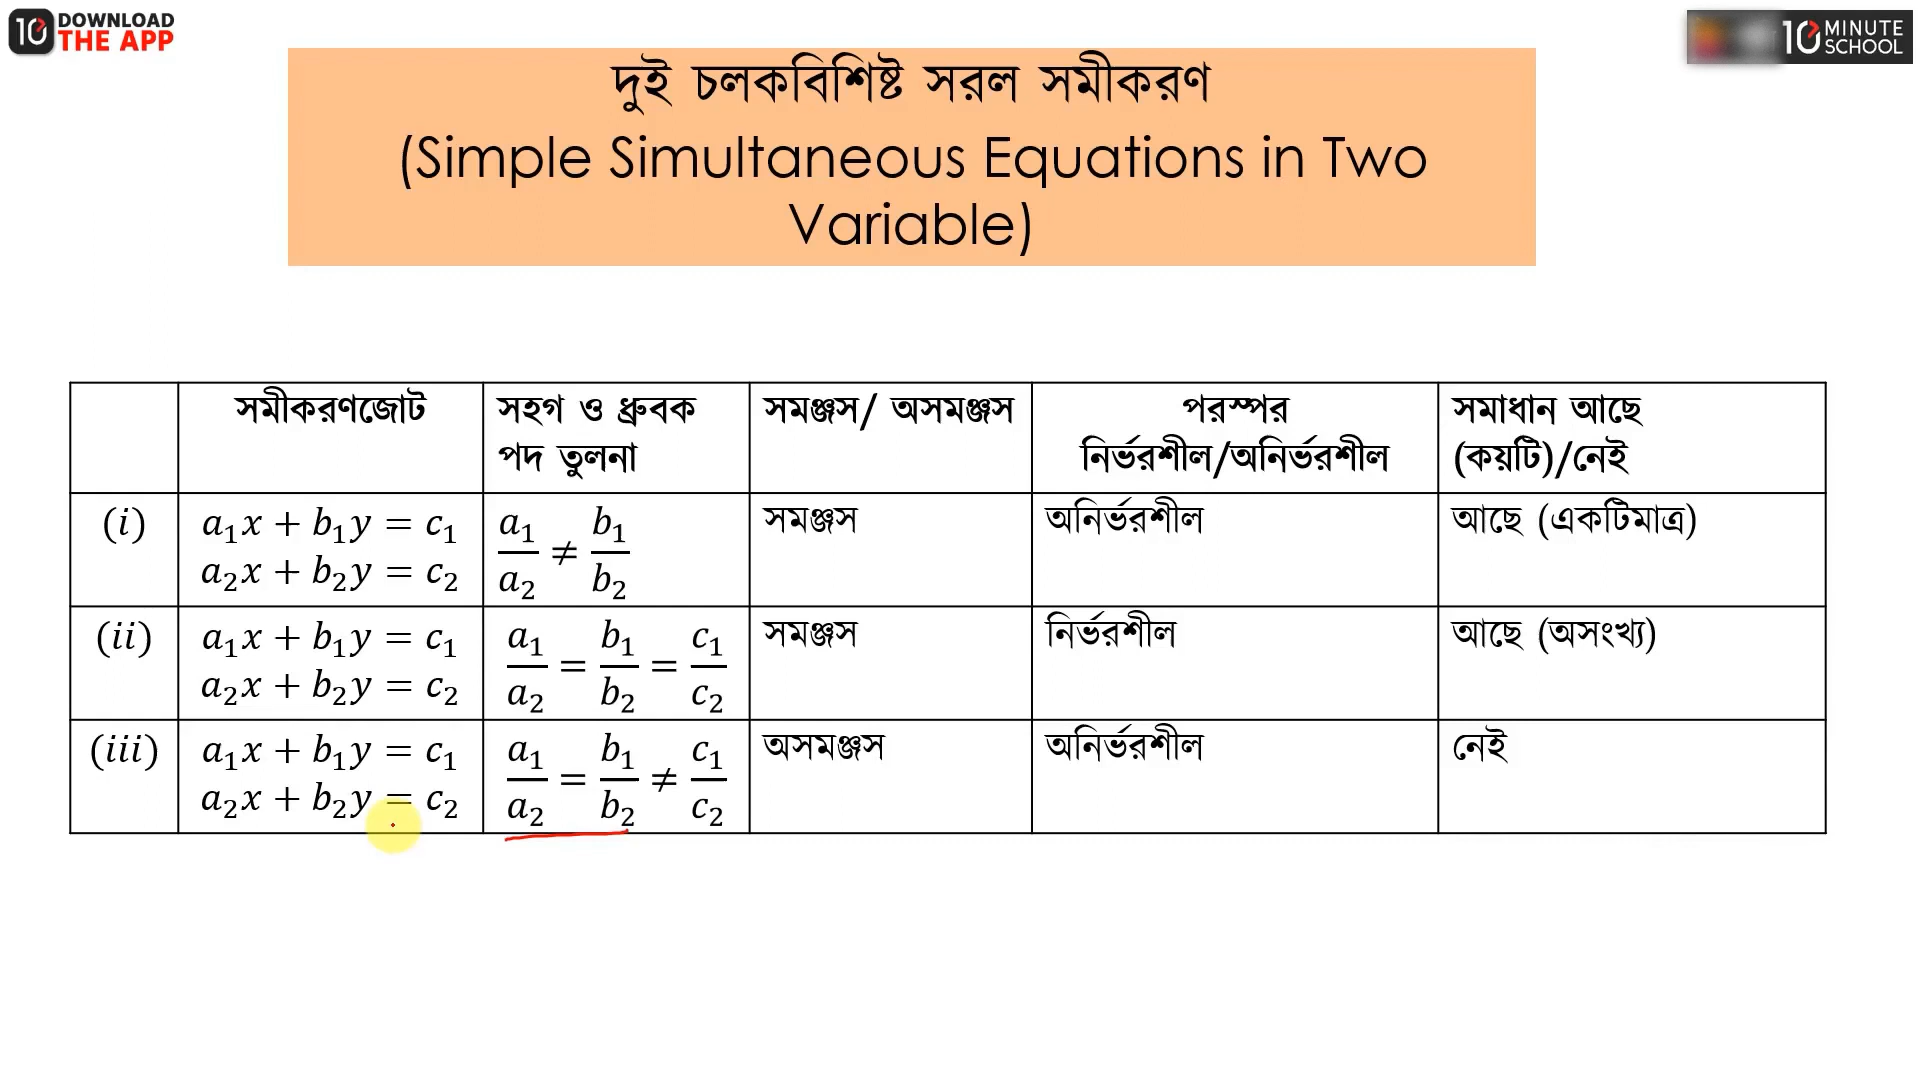 10 DOWNLOAD THE APP
10 MINUTE SCHOOL
দুই চলকবিশিষ্ট সরল সমীকরণ
(Simple Simultaneous Equations in Two
Variable)
সমীকরণজোট
সহগ ও ধ্রুবক
পদ তুলনা
সমঞ্জস/ অসমঞ্জস
পরস্পর
নির্ভরশীল/অনির্ভরশীল
সমাধান আছে
(কয়টি)/নেই
(i)
a₁x + b₁y = c₁
a₂x + b₂y = c₂
a₁/a₂ ≠ b₁/b₂
সমঞ্জস
অনির্ভরশীল
আছে (একটিমাত্র)
(ii)
a₁x + b₁y = c₁
a₂x + b₂y = c₂
a₁/a₂ = b₁/b₂ = c₁/c₂
সমঞ্জস
নির্ভরশীল
আছে (অসংখ্য)
(iii)
a₁x + b₁y = c₁
a₂x + b₂y = c₂
a₁/a₂ = b₁/b₂ ≠ c₁/c₂
অসমঞ্জস
অনির্ভরশীল
নেই